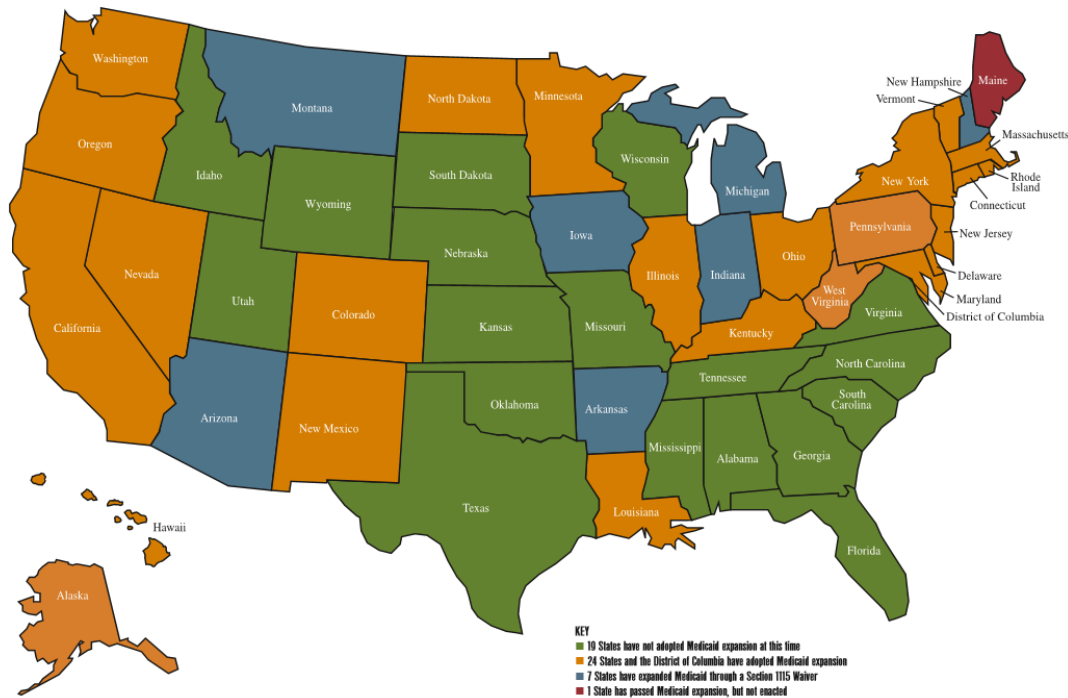 Washington
Oregon
California
Nevada
Idaho
Montana
Wyoming
Utah
Arizona
Colorado
New Mexico
North Dakota
South Dakota
Nebraska
Kansas
Oklahoma
Texas
Minnesota
Iowa
Missouri
Arkansas
Louisiana
Wisconsin
Illinois
Michigan
Indiana
Ohio
Kentucky
Tennessee
Mississippi
Alabama
Georgia
Florida
South
Carolina
North Carolina
Virginia
West
Virginia
Pennsylvania
New York
New Hampshire
Vermont
Maine
Massachusetts
Rhode
Island
Connecticut
New Jersey
Delaware
Maryland
District of Columbia
Hawaii
Alaska
KEY
19 States have not adopted Medicaid expansion at this time
24 States and the District of Columbia have adopted Medicaid expansion
7 States have expanded Medicaid through a Section 1115 Waiver
1 State has passed Medicaid expansion, but not enacted